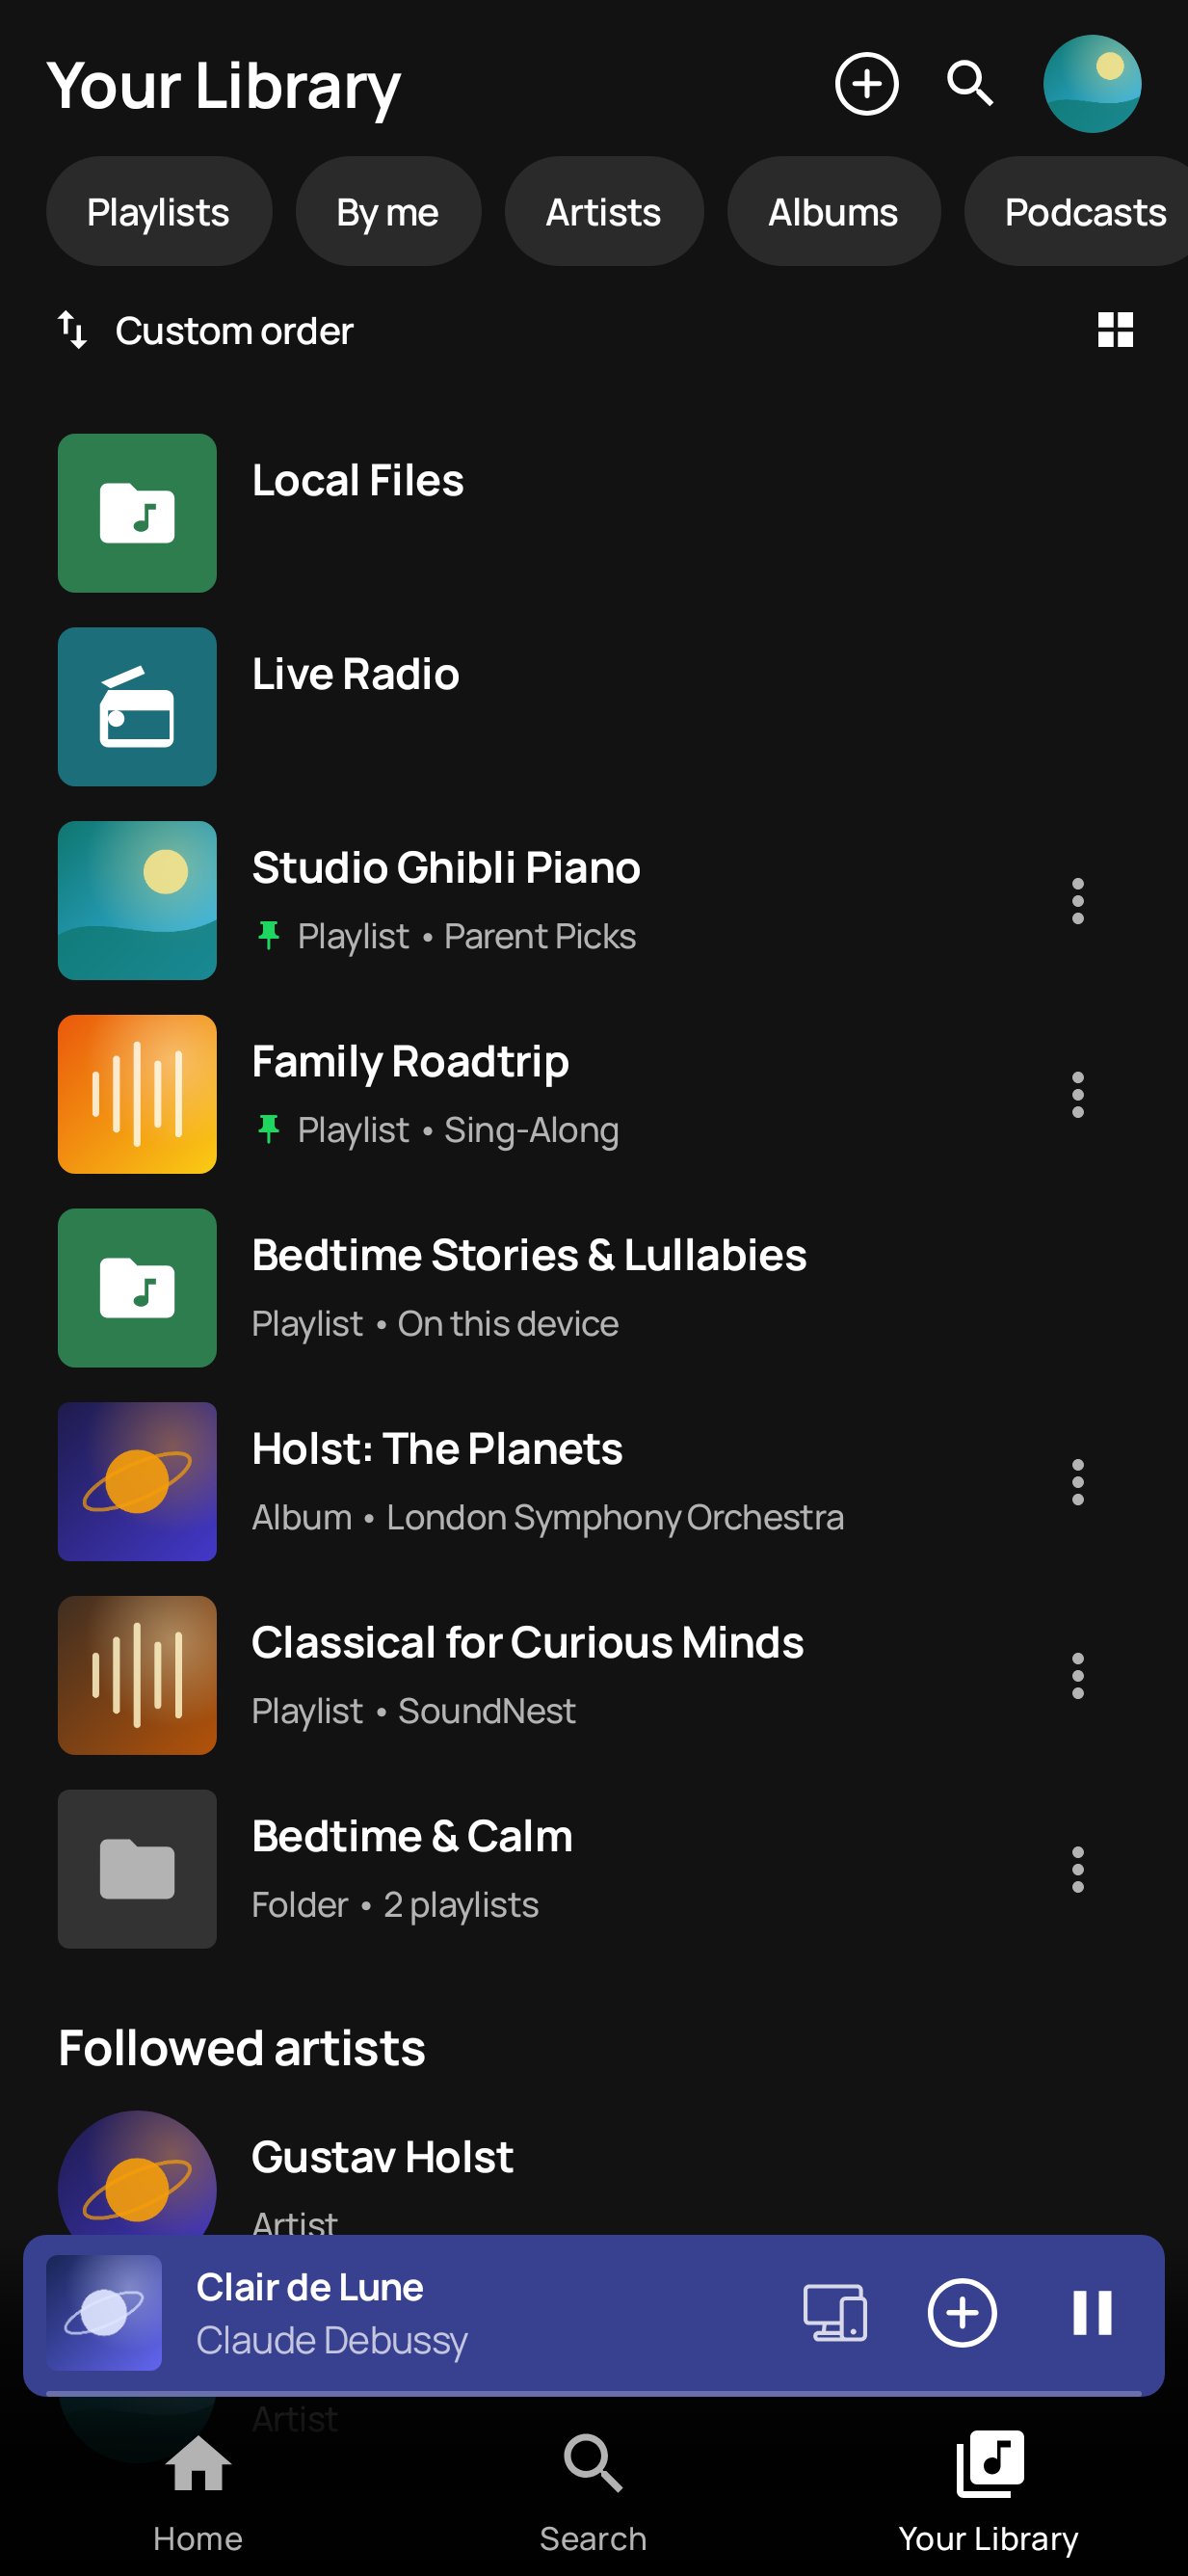 Your Library
Playlists
By me
Artists
Albums
Podcasts
Custom order
Local Files
Live Radio
Studio Ghibli Piano
Playlist • Parent Picks
Family Roadtrip
Playlist • Sing-Along
Bedtime Stories & Lullabies
Playlist • On this device
Holst: The Planets
Album • London Symphony Orchestra
Classical for Curious Minds
Playlist • SoundNest
Bedtime & Calm
Folder • 2 playlists
Followed artists
Gustav Holst
Artist
Clair de Lune
Claude Debussy
Artist
Home
Search
Your Library